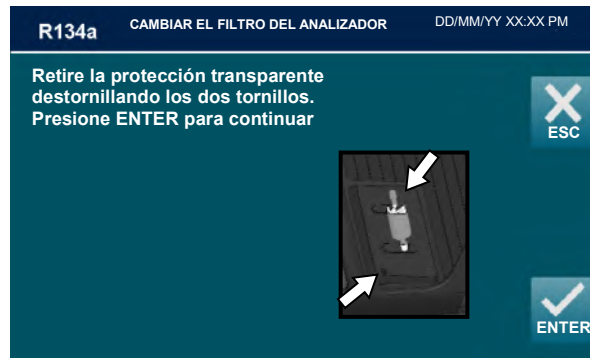 R134a
CAMBIAR EL FILTRO DEL ANALIZADOR
DD/MM/YY XX:XX PM
Retire la protección transparente
destornillando los dos tornillos.
Presione ENTER para continuar
ESC
ENTER